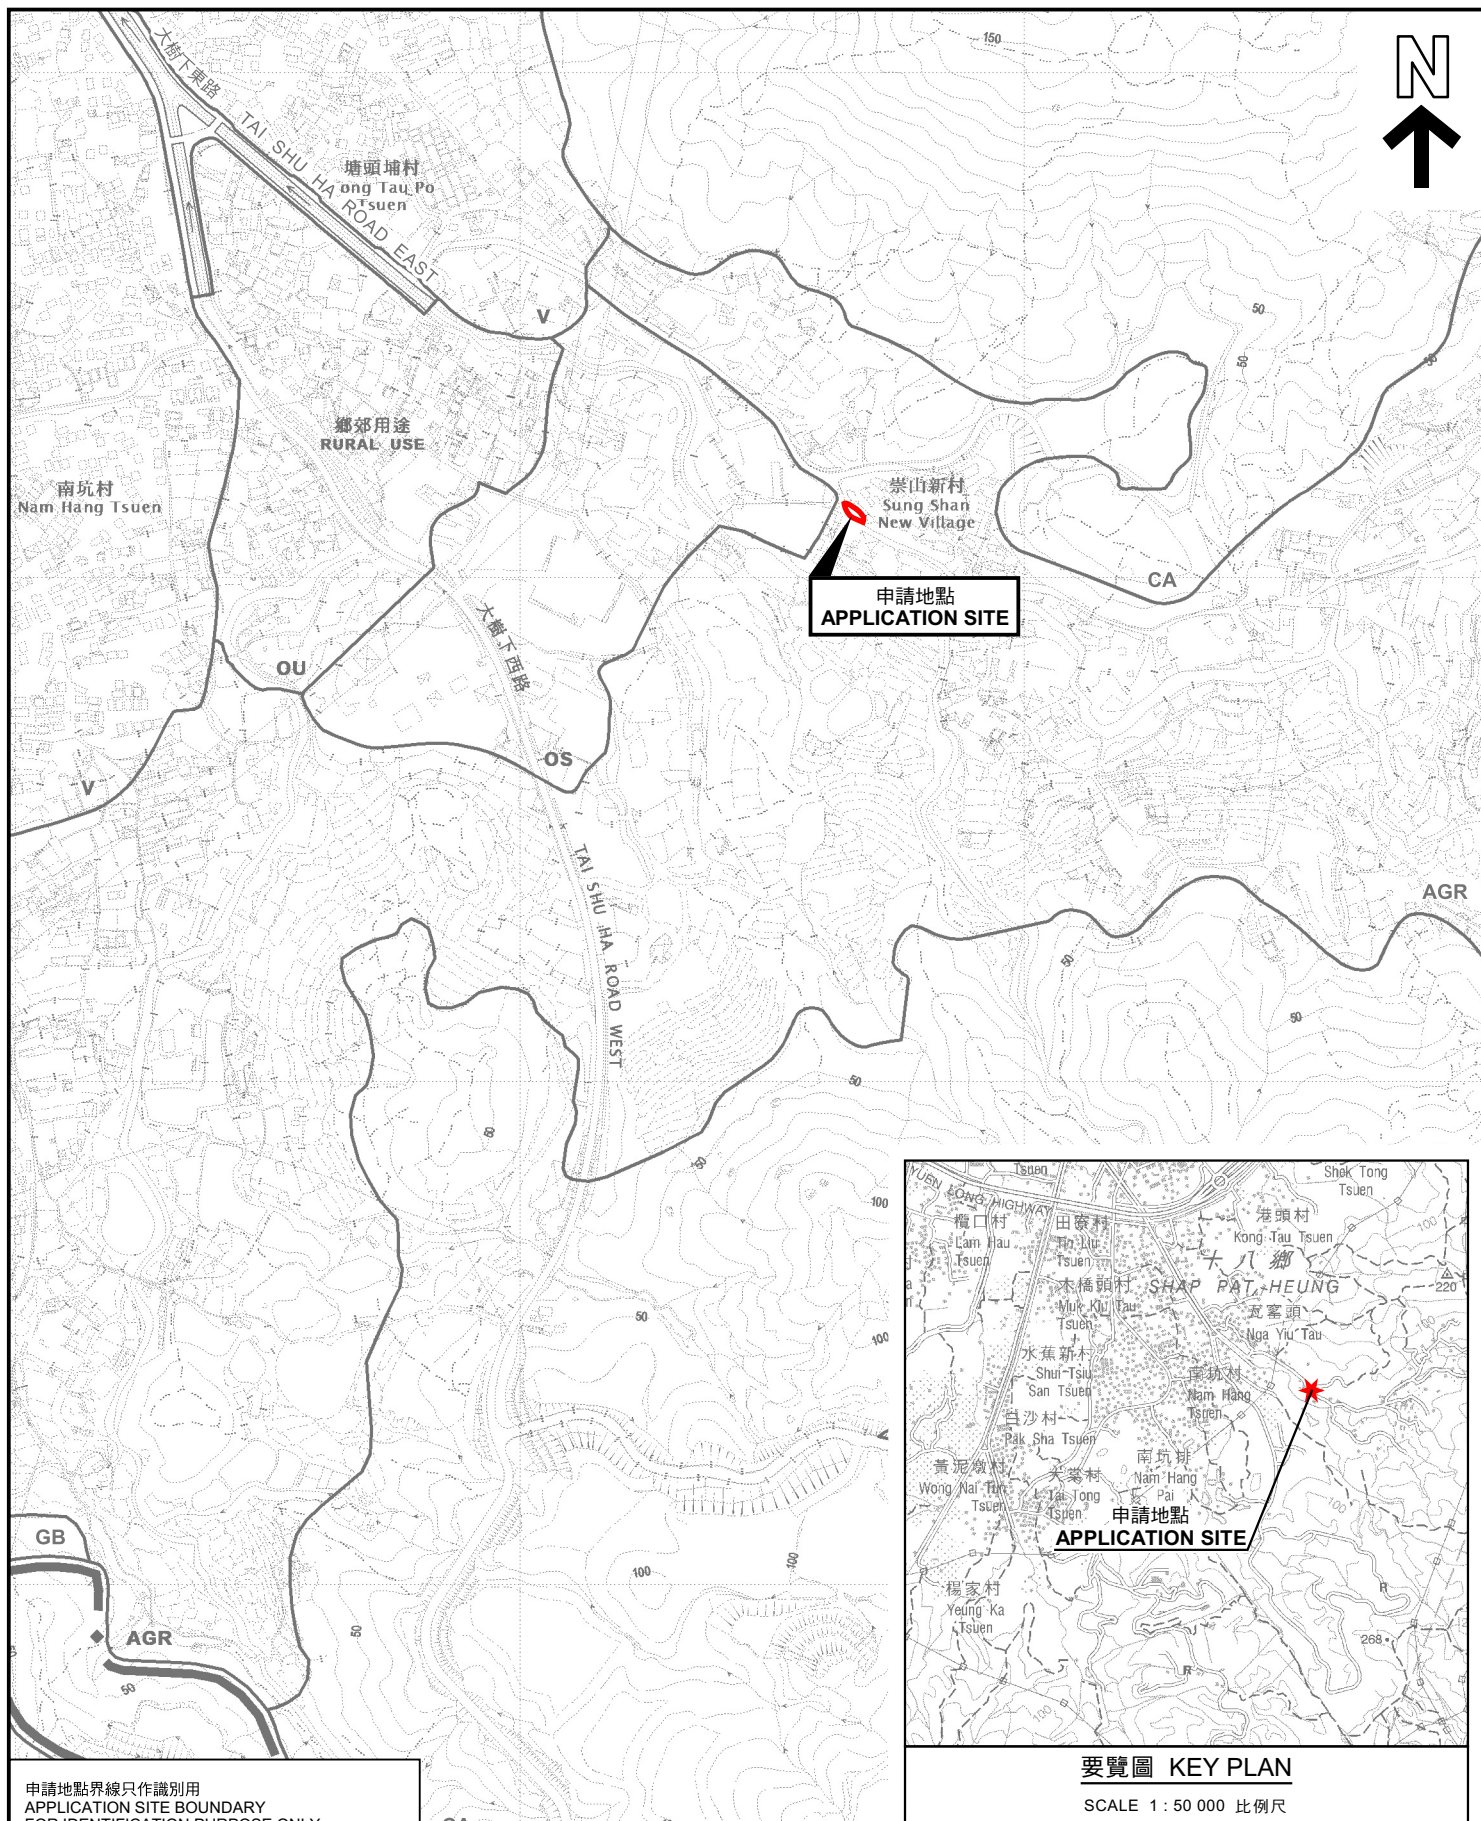 150
N
大樹下東路
TAI SHU HA ROAD EAST
塘頭埔村
ong Tau Po
Tsuen
50
50
50
V
鄉郊用途
RURAL USE
南坑村
Nam Hang Tsuen
崇山新村
Sung Shan
New Village
CA
申請地點
APPLICATION SITE
大樹下西路
OU
OS
V
TAI SHU HA ROAD WEST
AGR
50
50
50
50
50
100
50
100
100
100
50
GB
AGR
50
Tsuen
YUEN LONG HIGHWAY
Shek Tong
Tsuen
欖口村
Lam Hau
Tsuen
田寮村
Tin Liu
Tsuen
港頭村
Kong Tau Tsuen
十八鄉
SHAP PAT HEUNG
220
木橋頭村
Muk Kiu Tau
Tsuen
瓦窰頭
Nga Yiu Tau
水蕉新村
Shui Tsiu
San Tsuen
南坑村
Nam Hang
Tsuen
白沙村
Pak Sha Tsuen
黃泥墩村
Wong Nai Tun
Tsuen
大棠村
Tai Tong
Tsuen
南坑排
Nam Hang
Pai
申請地點
APPLICATION SITE
100
100
楊家村
Yeung Ka
Tsuen
R
268
R
100
要覽圖 KEY PLAN
SCALE 1 : 50 000 比例尺
申請地點界線只作識別用
APPLICATION SITE BOUNDARY
FOR IDENTIFICATION PURPOSE ONLY